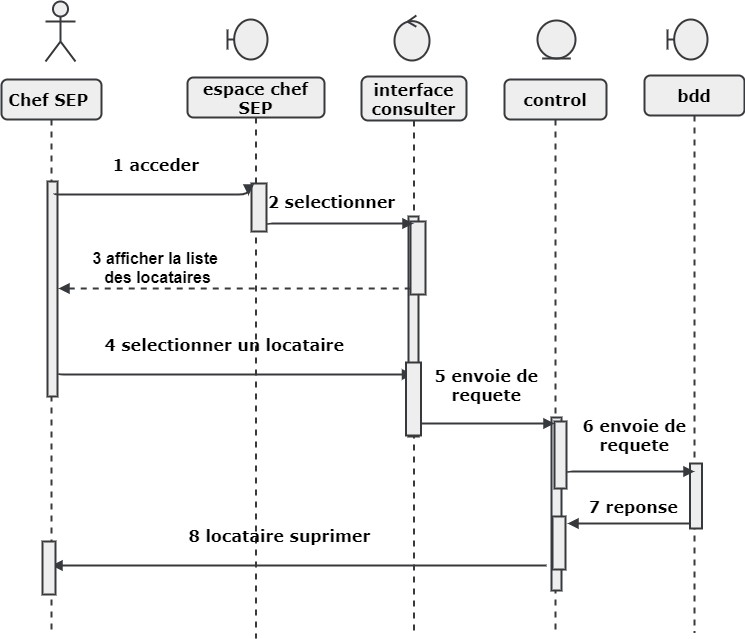 Chef SEP
espace chef
SEP
interface
consulter
control
bdd
1 acceder
2 selectionner
3 afficher la liste
des locataires
4 selectionner un locataire
5 envoie de
requete
6 envoie de
requete
7 reponse
8 locataire suprimer